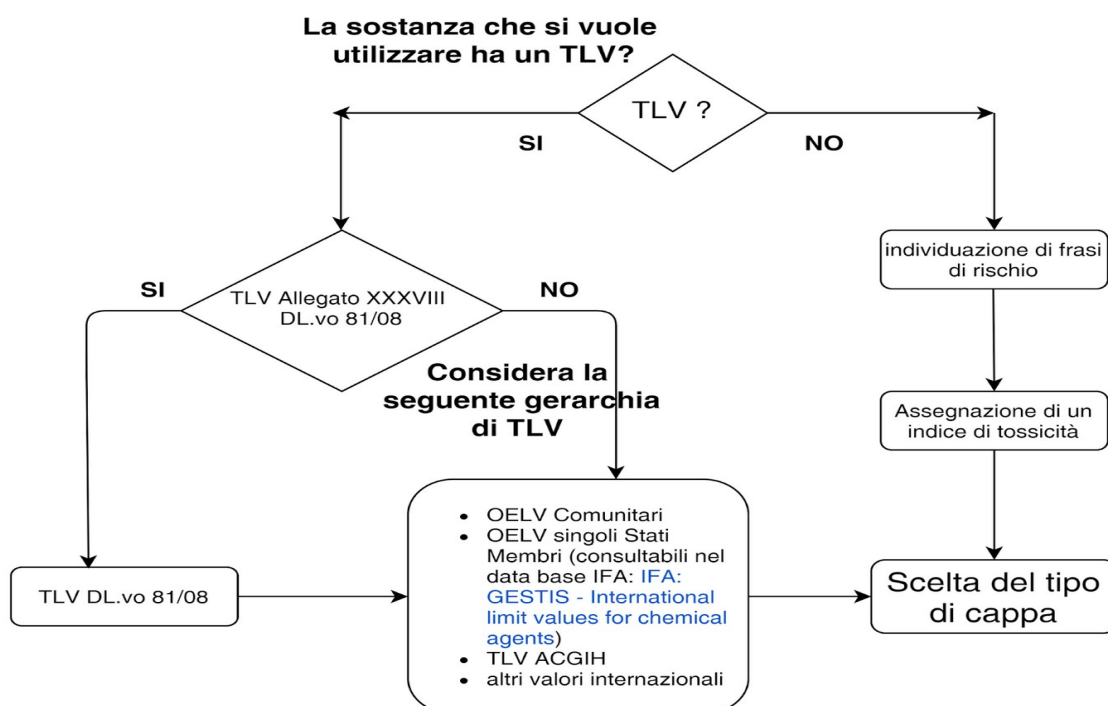 La sostanza che si vuole
utilizzare ha un TLV?
TLV ?
SI
NO
TLV Allegato XXXVIII
DL.vo 81/08
SI
NO
individuazione di frasi
di rischio
Considera la
seguente gerarchia
di TLV
Assegnazione di un
indice di tossicità
• OELV Comunitari
• OELV singoli Stati
Membri (consultabili nel
data base IFA: IFA:
GESTIS - International
limit values for chemical
agents)
• TLV ACGIH
• altri valori internazionali
TLV DL.vo 81/08
Scelta del tipo
di cappa